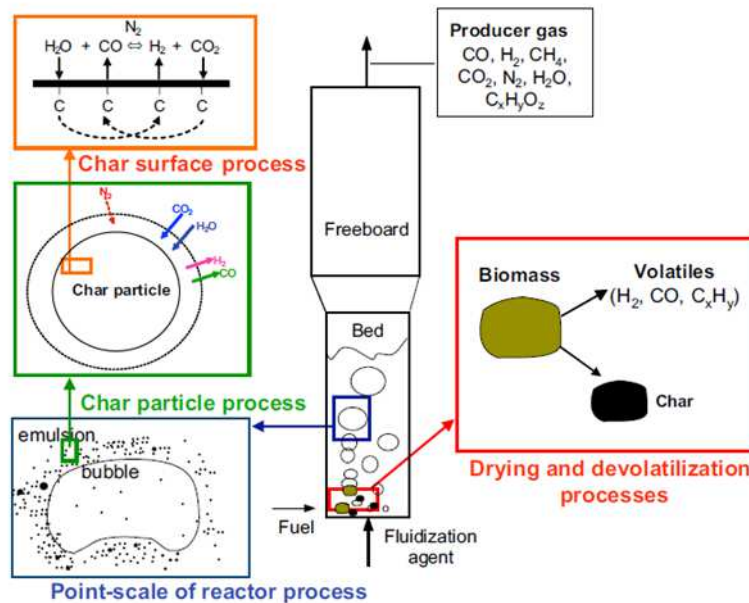 N₂
H₂O + CO ⇔ H₂ + CO₂
C C C C
Char surface process
N₂
CO₂
H₂O
H₂
CO
Char particle
Char particle process
emulsion
bubble
Point-scale of reactor process
Producer gas
CO, H₂, CH₄,
CO₂, N₂, H₂O,
CₓHᵧO_z
Freeboard
Bed
Fuel
Fluidization
agent
Biomass
Volatiles
(H₂, CO, CₓHᵧ)
Char
Drying and devolatilization
processes